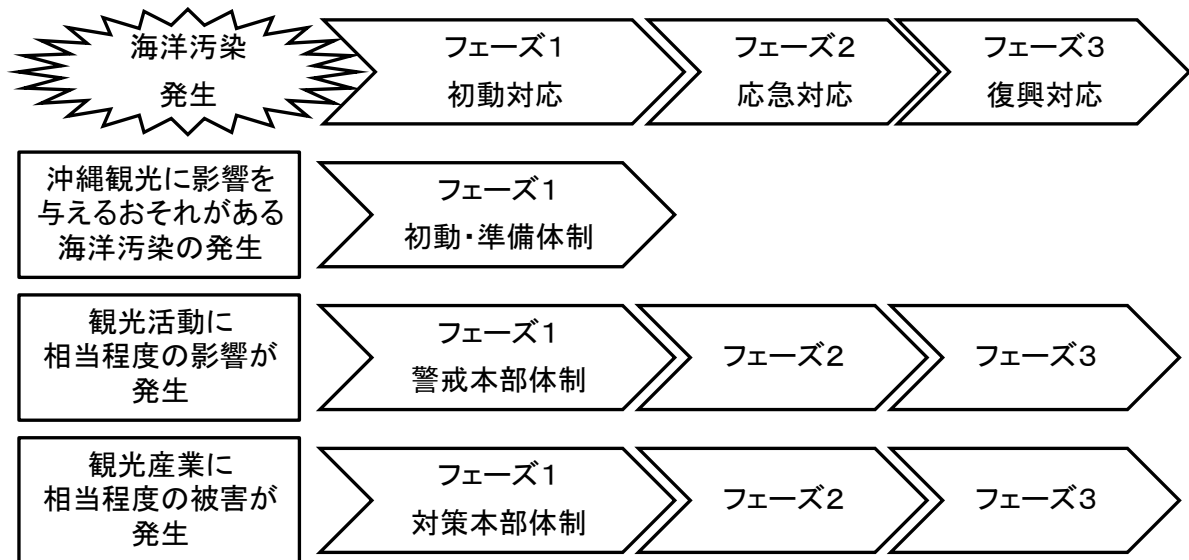 海洋汚染
発生
フェーズ1
初動対応
フェーズ2
応急対応
フェーズ3
復興対応
沖縄観光に影響を
与えるおそれがある
海洋汚染の発生
フェーズ1
初動・準備体制
観光活動に
相当程度の影響が
発生
フェーズ1
警戒本部体制
フェーズ2
フェーズ3
観光産業に
相当程度の被害が
発生
フェーズ1
対策本部体制
フェーズ2
フェーズ3